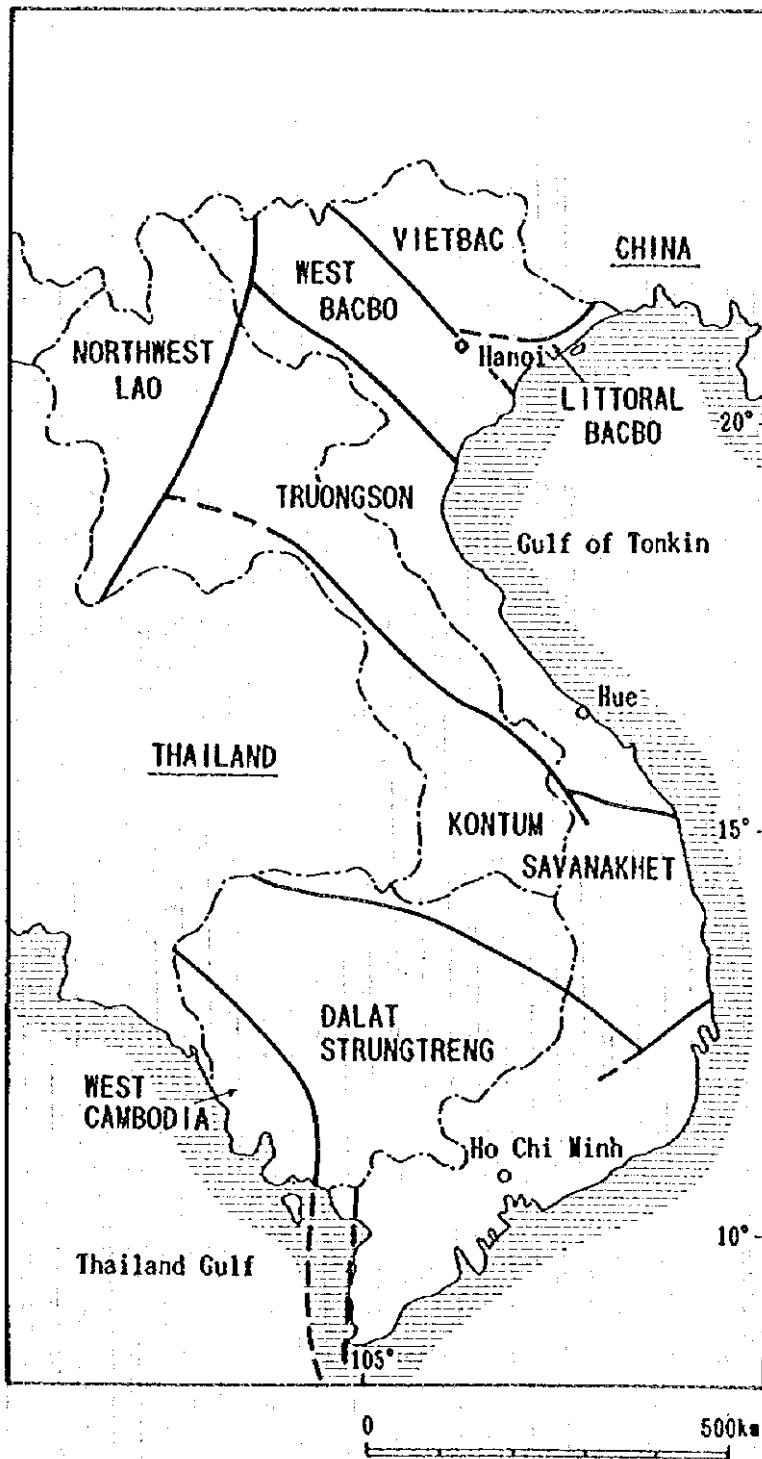 VIETBAC
CHINA
WEST
BACBO
NORTHWEST
LAO
Hanoi
LITTORAL
BACBO
20°
TRUONGSON
Gulf of Tonkin
Hue
THAILAND
KONTUM
15°
SAVANAKHET
DALAT
STRUNGTRENG
WEST
CAMBODIA
Ho Chi Minh
10°
Thailand Gulf
105°
0
500km